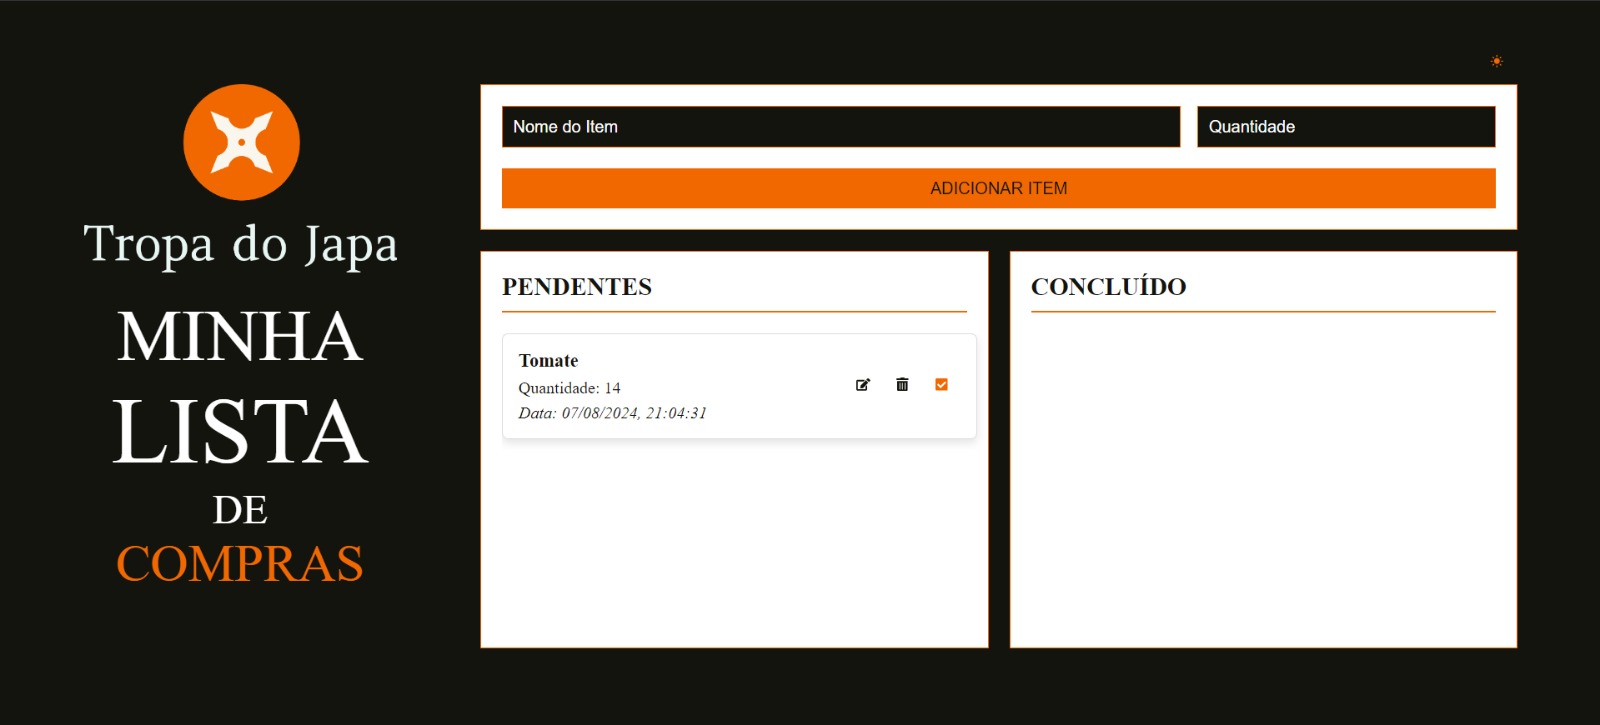 Tropa do Japa
MINHA
LISTA
DE
COMPRAS
Nome do Item
Quantidade
ADICIONAR ITEM
PENDENTES
Tomate
Quantidade: 14
Data: 07/08/2024, 21:04:31
CONCLUÍDO